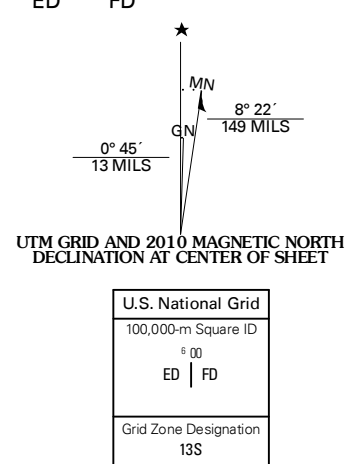 ED FD
★
MN
GN
8° 22´
149 MILS
0° 45´
13 MILS
UTM GRID AND 2010 MAGNETIC NORTH
DECLINATION AT CENTER OF SHEET
U.S. National Grid
100,000-m Square ID
6 00
ED | FD
Grid Zone Designation
13S